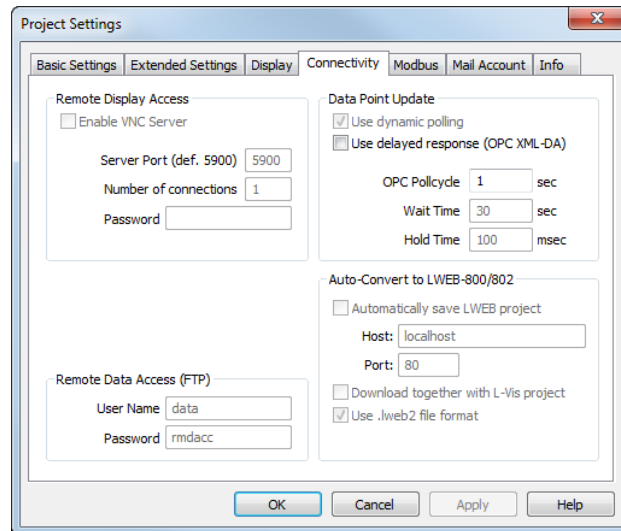 Project Settings
Basic Settings Extended Settings Display Connectivity Modbus Mail Account Info
Remote Display Access
Enable VNC Server
Server Port (def. 5900) 5900
Number of connections 1
Password
Data Point Update
Use dynamic polling
Use delayed response (OPC XML-DA)
OPC Pollcycle 1 sec
Wait Time 30 sec
Hold Time 100 msec
Auto-Convert to LWEB-800/802
Automatically save LWEB project
Host: localhost
Port: 80
Download together with L-Vis project
Use .lweb2 file format
Remote Data Access (FTP)
User Name data
Password rmdacc
OK Cancel Apply Help